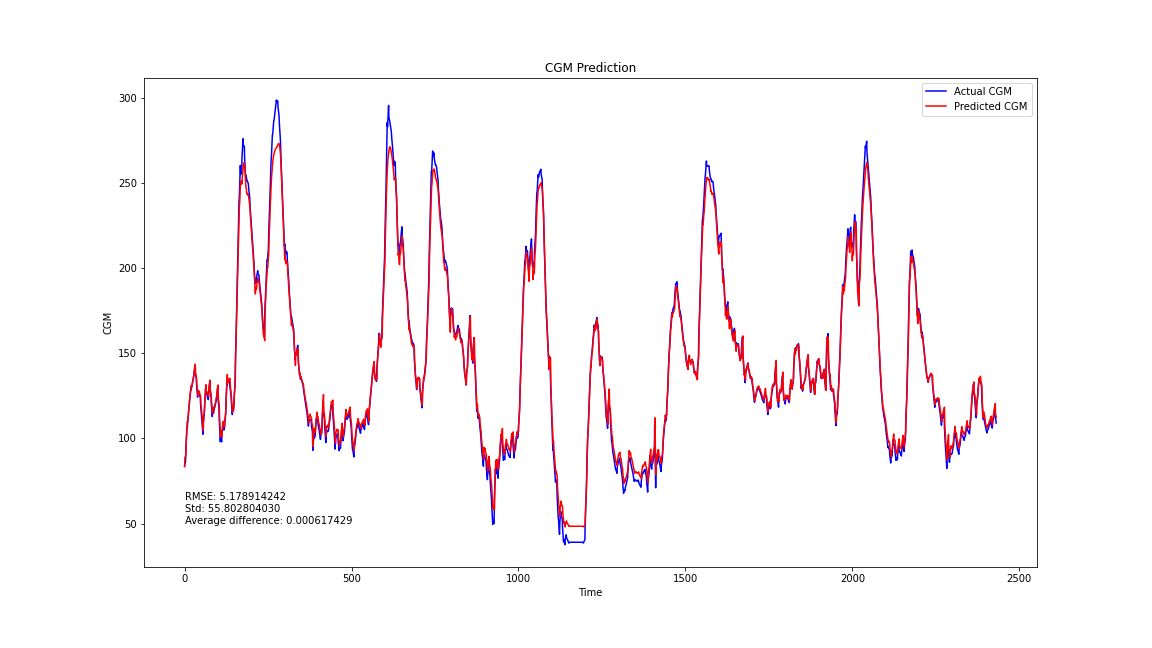 CGM Prediction
Actual CGM
Predicted CGM
300
250
200
150
100
50
CGM
RMSE: 5.178914242
Std: 55.802804030
Average difference: 0.000617429
0 500 1000 1500 2000 2500
Time